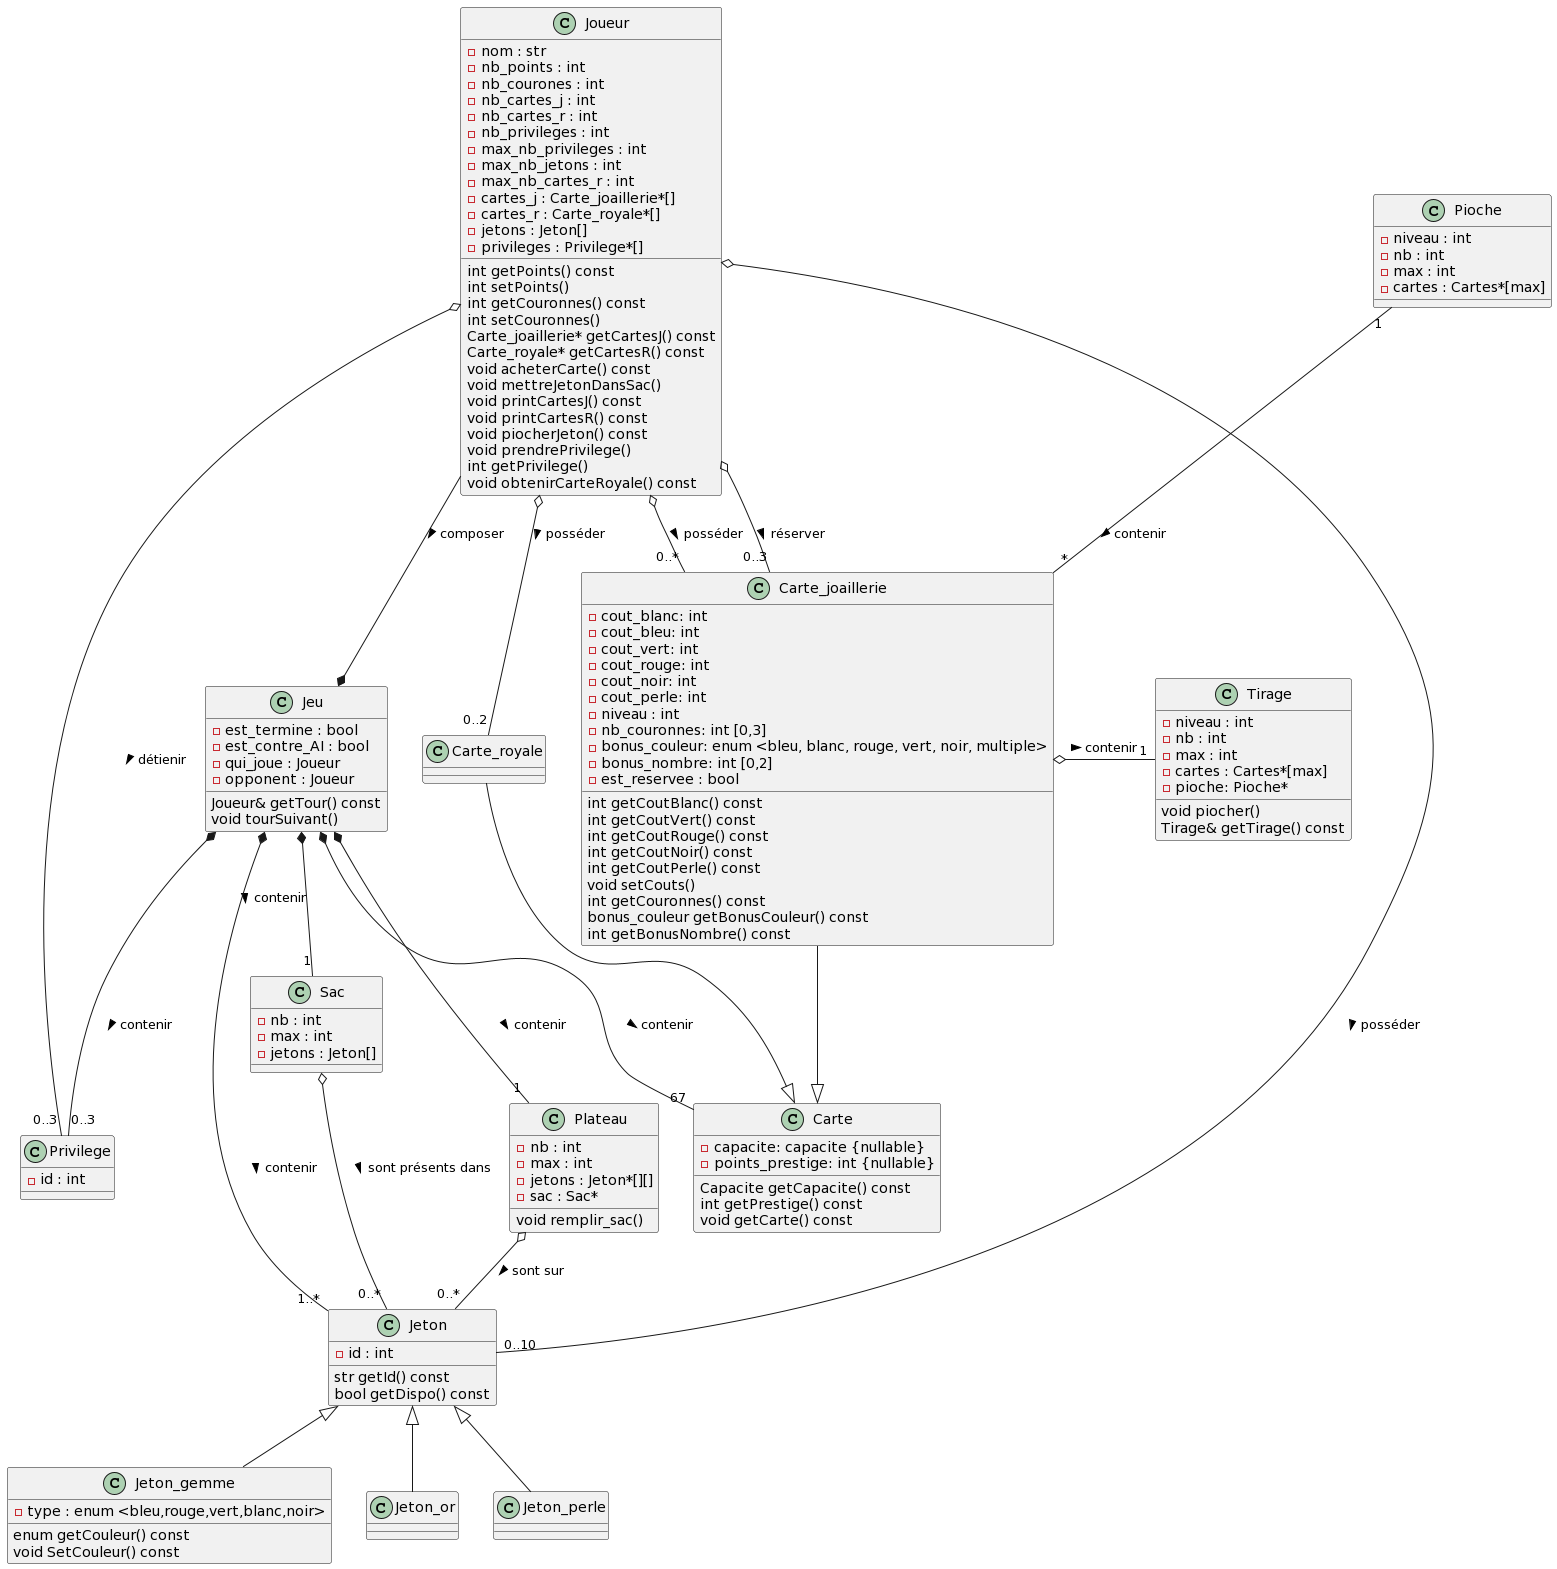 C Joueur
nom : str
nb_points : int
nb_courones : int
nb_cartes_j : int
nb_cartes_r : int
nb_privileges : int
max_nb_privileges : int
max_nb_jetons : int
max_nb_cartes_r : int
cartes_j : Carte_joaillerie*[]
cartes_r : Carte_royale*[]
jetons : Jeton[]
privileges : Privilege*[]
int getPoints() const
int setPoints()
int getCouronnes() const
int setCouronnes()
Carte_joaillerie* getCartesJ() const
Carte_royale* getCartesR() const
void acheterCarte() const
void mettreJetonDansSac()
void printCartesJ() const
void printCartesR() const
void piocherJeton() const
void prendrePrivilege()
int getPrivilege()
void obtenirCarteRoyale() const
C Pioche
niveau : int
nb : int
max : int
cartes : Cartes*[max]
1
composer
posséder
posséder
réserver
contenir
0..*
0..3
*
C Carte_joaillerie
cout_blanc: int
cout_bleu: int
cout_vert: int
cout_rouge: int
cout_noir: int
cout_perle: int
niveau : int
nb_couronnes: int [0,3]
bonus_couleur: enum <bleu, blanc, rouge, vert, noir, multiple>
bonus_nombre: int [0,2]
est_reservee : bool
int getCoutBlanc() const
int getCoutVert() const
int getCoutRouge() const
int getCoutNoir() const
int getCoutPerle() const
void setCouts()
int getCouronnes() const
bonus_couleur getBonusCouleur() const
int getBonusNombre() const
contenir
1
C Tirage
niveau : int
nb : int
max : int
cartes : Cartes*[max]
pioche: Pioche*
void piocher()
Tirage& getTirage() const
C Jeu
est_termine : bool
est_contre_AI : bool
qui_joue : Joueur
opponent : Joueur
Joueur& getTour() const
void tourSuivant()
0..2
C Carte_royale
détienir
contenir
1
C Sac
nb : int
max : int
jetons : Jeton[]
contenir
contenir
contenir
posséder
0..3
0..3
1
67
C Privilege
id : int
C Plateau
nb : int
max : int
jetons : Jeton*[][]
sac : Sac*
void remplir_sac()
C Carte
capacite: capacite {nullable}
points_prestige: int {nullable}
Capacite getCapacite() const
int getPrestige() const
void getCarte() const
contenir
sont présents dans
sont sur
1..*
0..*
0..*
0..10
C Jeton
id : int
str getId() const
bool getDispo() const
C Jeton_gemme
type : enum <bleu,rouge,vert,blanc,noir>
enum getCouleur() const
void SetCouleur() const
C Jeton_or
C Jeton_perle